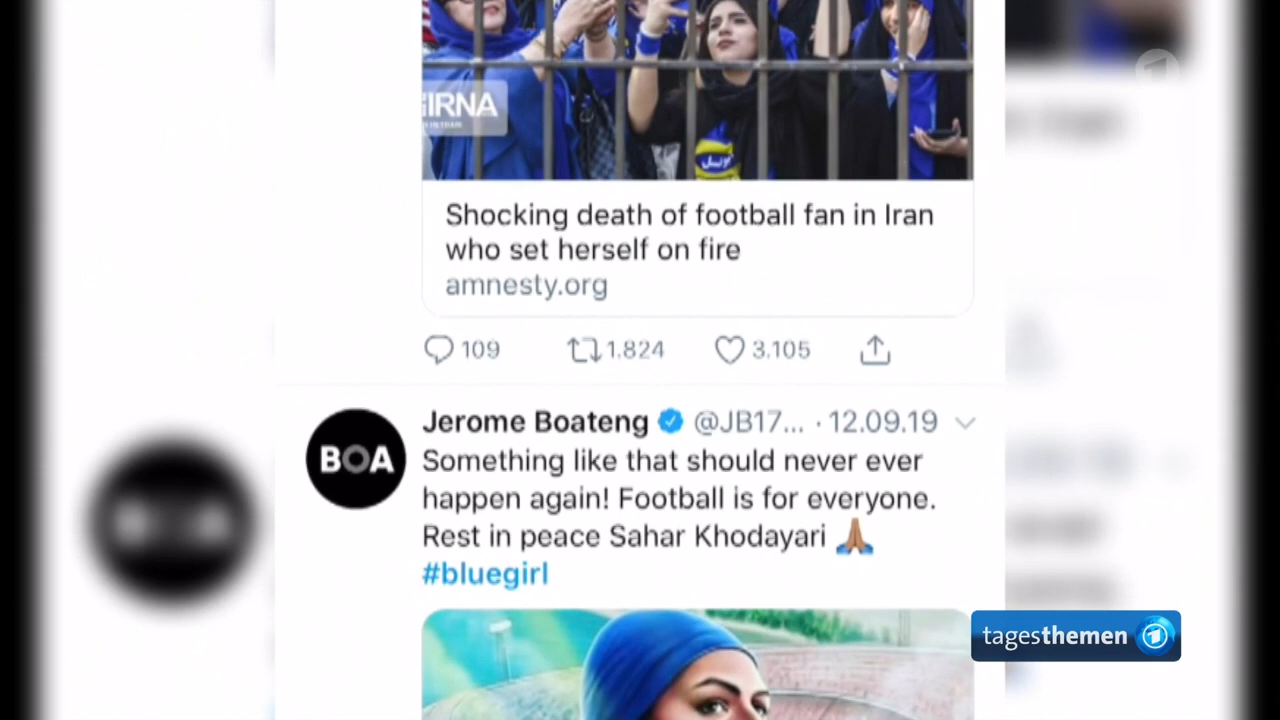 IRNA
Shocking death of football fan in Iran
who set herself on fire
amnesty.org
109 1.824 3.105
Jerome Boateng @JB17... · 12.09.19
BOA
Something like that should never ever
happen again! Football is for everyone.
Rest in peace Sahar Khodayari 🙏🏾
#bluegirl
tagesthemen